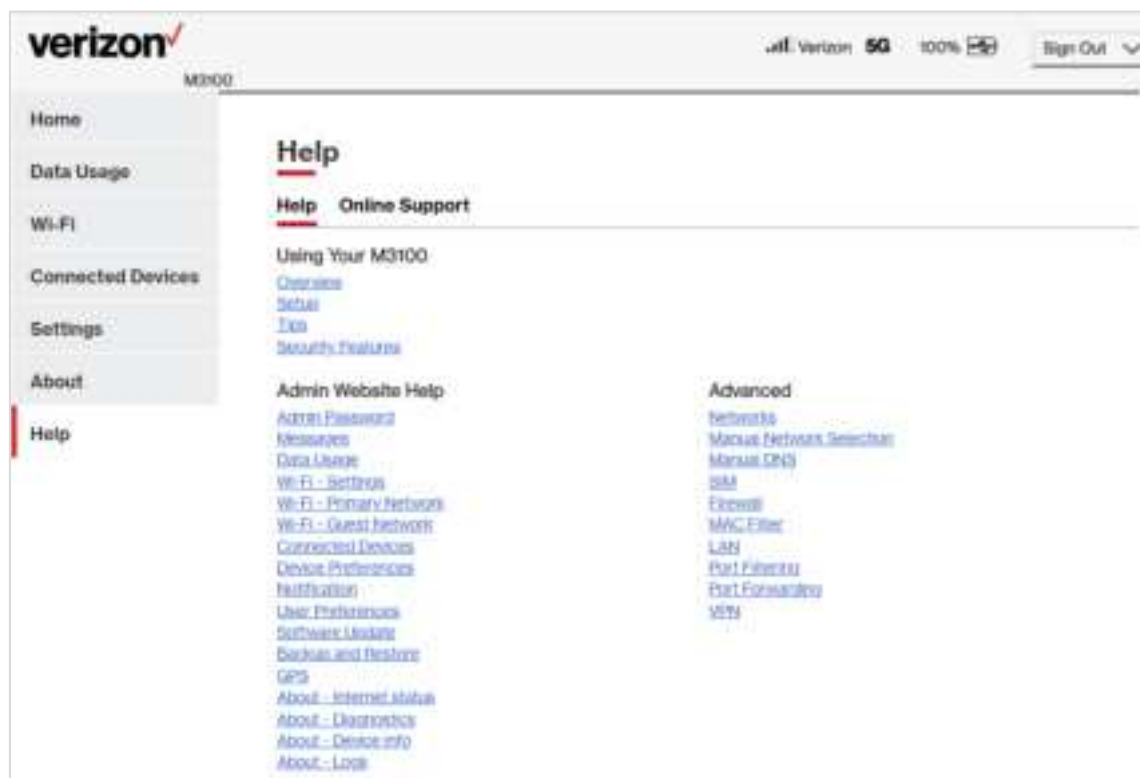 verizon
Verizon 5G 100% Sign Out
M3100
Home
Data Usage
Wi-Fi
Connected Devices
Settings
About
Help
Help
Help Online Support
Using Your M3100
Overview
Setup
Tips
Security Features
Admin Website Help
Admin Password
Messages
Data Usage
Wi-Fi - Settings
Wi-Fi - Primary Network
Wi-Fi - Guest Network
Connected Devices
Device Preferences
Notification
User Preferences
Software Update
Backup and Restore
GPS
About - Internet status
About - Diagnostics
About - Device info
About - Logs
Advanced
Networks
Manual Network Selection
Manual DNS
SIM
Firewall
MAC Filter
LAN
Port Filtering
Port Forwarding
VPN